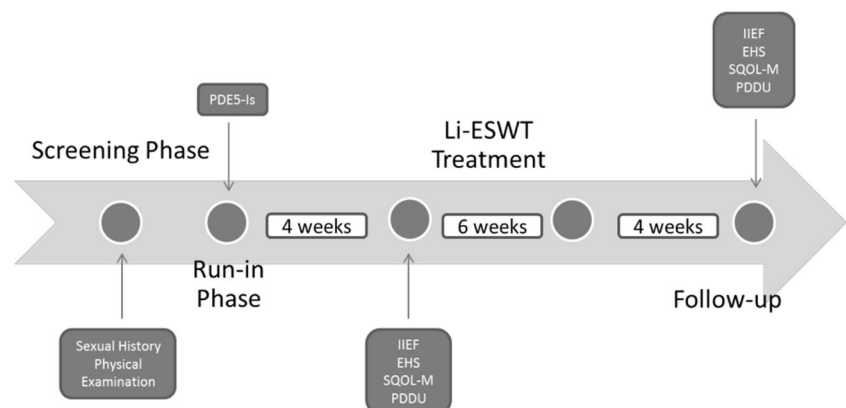 IIEF
EHS
SQOL-M
PDDU
PDE5-Is
Screening Phase
Li-ESWT
Treatment
4 weeks
6 weeks
4 weeks
Run-in
Phase
Follow-up
Sexual History
Physical
Examination
IIEF
EHS
SQOL-M
PDDU